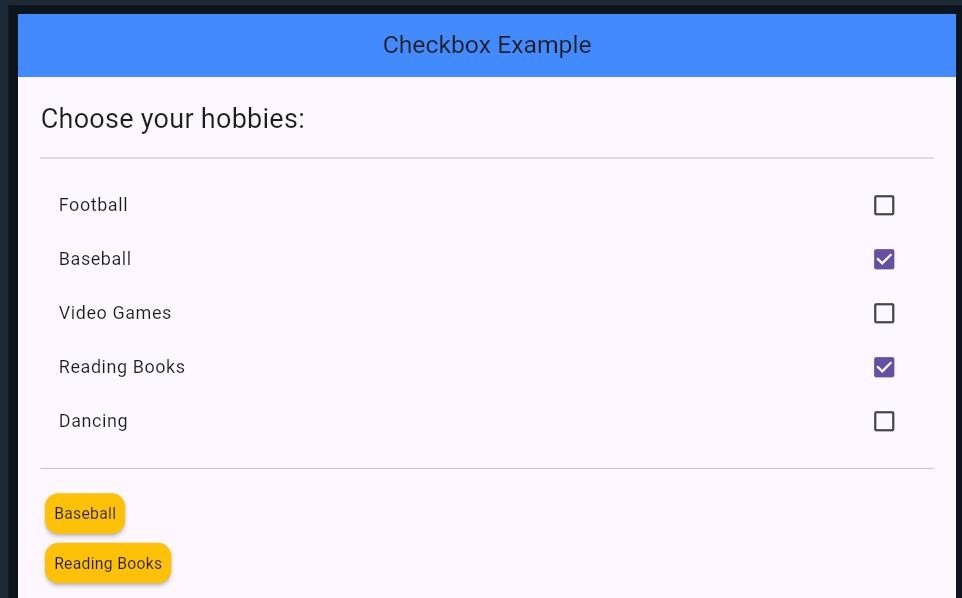 Checkbox Example
Choose your hobbies:
Football
Baseball
Video Games
Reading Books
Dancing
Baseball
Reading Books